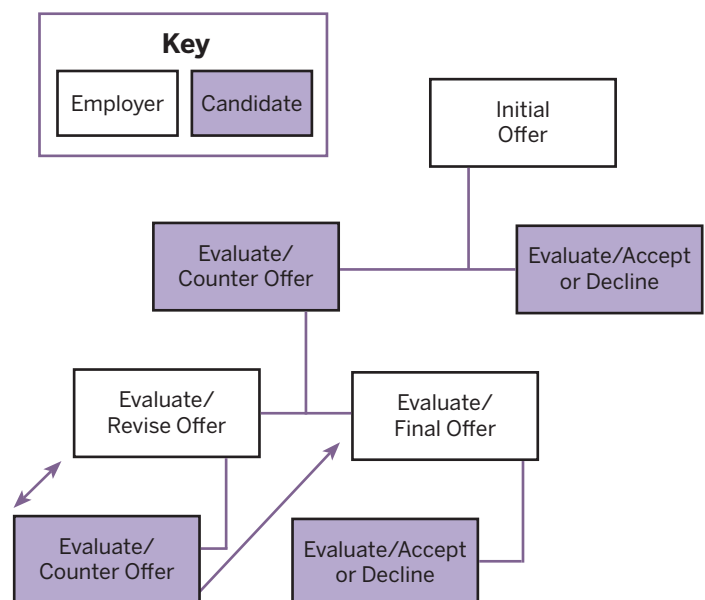 Key
Employer
Candidate
Initial
Offer
Evaluate/
Counter Offer
Evaluate/Accept
or Decline
Evaluate/
Revise Offer
Evaluate/
Final Offer
Evaluate/
Counter Offer
Evaluate/Accept
or Decline